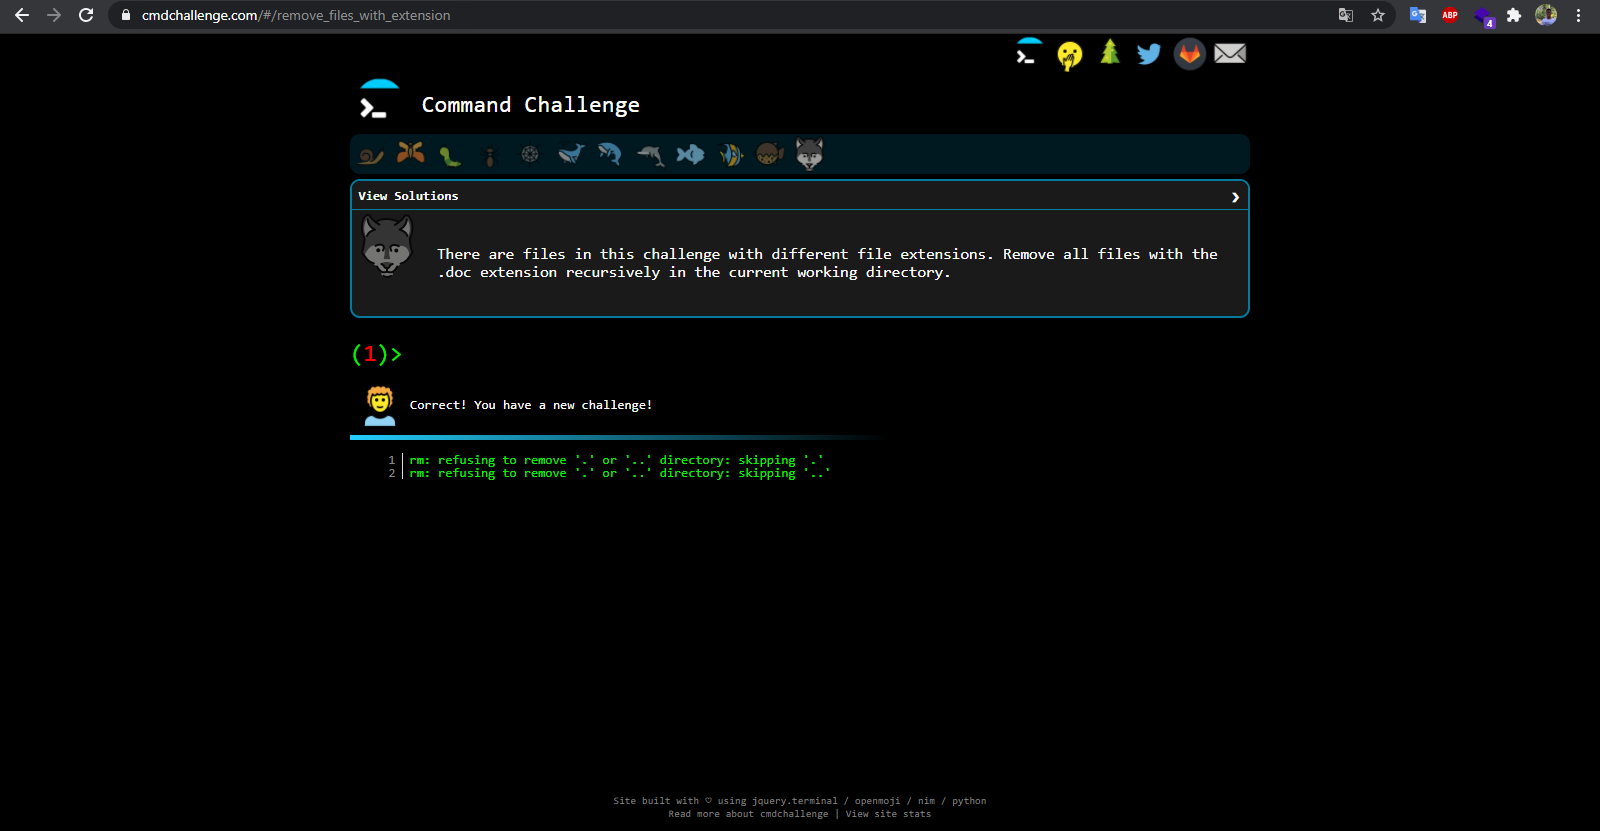 cmdchallenge.com/#/remove_files_with_extension
ABP
4
Command Challenge
View Solutions
There are files in this challenge with different file extensions. Remove all files with the
.doc extension recursively in the current working directory.
(1)>
Correct! You have a new challenge!
1 rm: refusing to remove '.' or '..' directory: skipping '.'
2 rm: refusing to remove '.' or '..' directory: skipping '..'
Site built with ♡ using jquery.terminal / openmoji / nim / python
Read more about cmdchallenge | View site stats